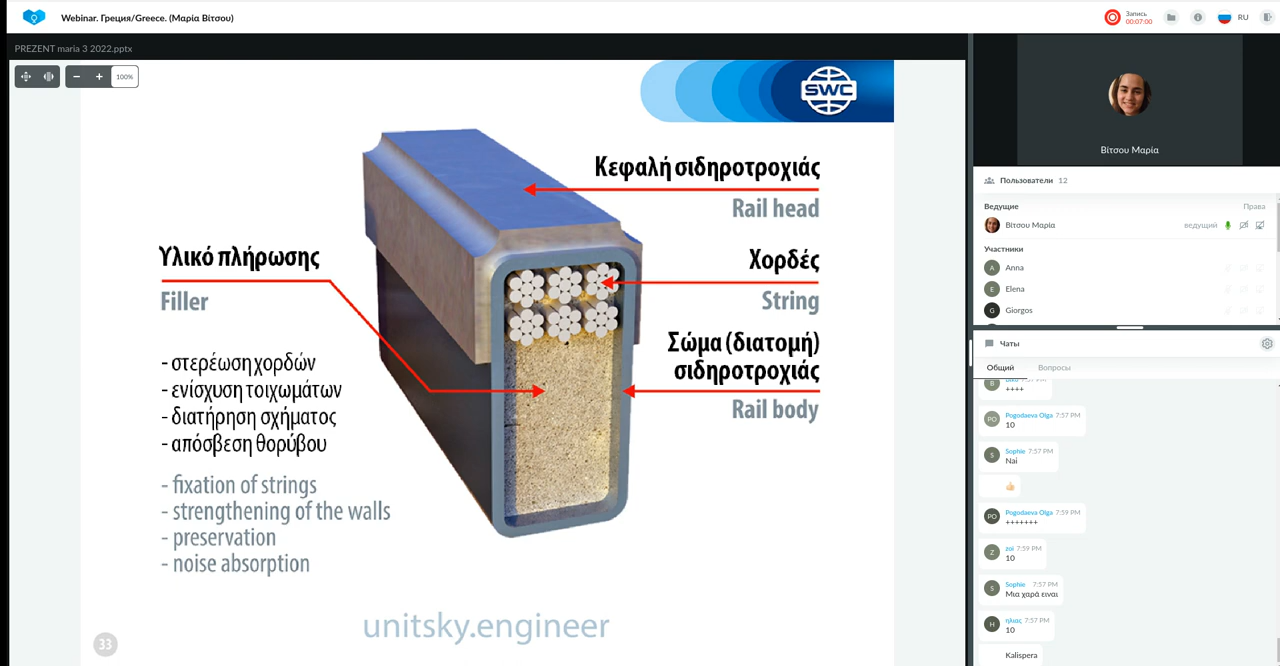 Webinar. Греция/Greece. (Μαρία Βίτσου)
Запись
00:07:00
RU
PREZENT maria 3 2022.pptx
100%
SWC
Κεφαλή σιδηροτροχιάς
Rail head
Υλικό πλήρωσης
Filler
Χορδές
String
Σώμα (διατομή)
σιδηροτροχιάς
Rail body
- στερέωση χορδών
- ενίσχυση τοιχωμάτων
- διατήρηση σχήματος
- απόσβεση θορύβου
- fixation of strings
- strengthening of the walls
- preservation
- noise absorption
unitsky.engineer
33
Βίτσου Μαρία
Пользователи 12
Ведущие Права
Βίτσου Μαρία ведущий
Участники
A Anna
E Elena
G Giorgos
Чаты
Общий Вопросы
++++
PO Pogodaeva Olga 7:57 PM
10
S Sophie 7:57 PM
Nai
PO Pogodaeva Olga 7:59 PM
+++++++
Z zoi 7:59 PM
10
S Sophie 7:57 PM
Μια χαρά ειναι
Η ηλιας 7:57 PM
10
Kalispera